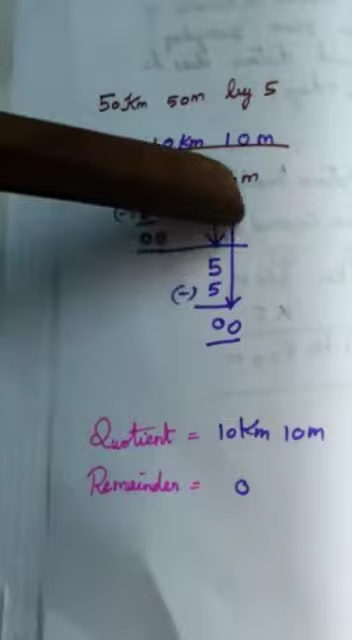 50Km 50m by 5
10Km 10m
m
(-)
00
5
(-) 5
00
Quotient = 10Km 10m
Remainder = 0